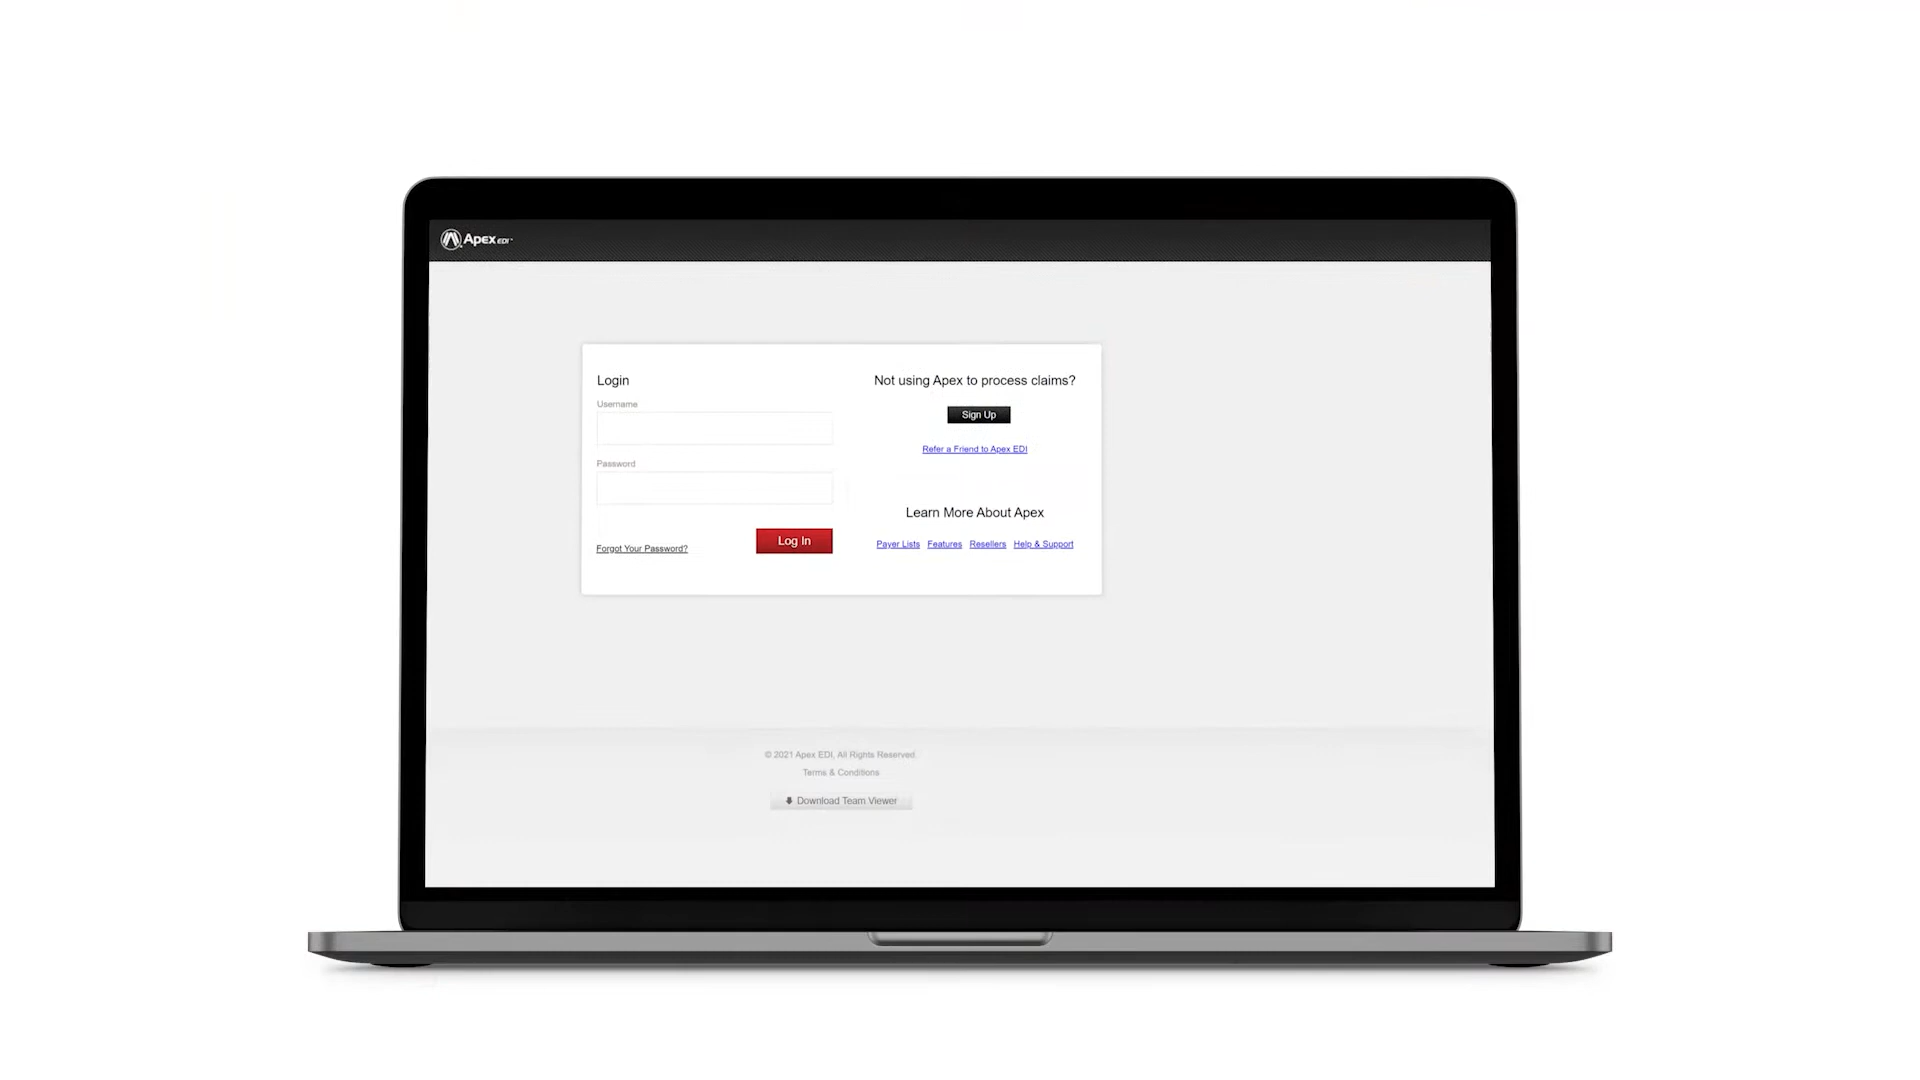 Apex EDI
Login
Username
Password
Forgot Your Password?
Log In
Not using Apex to process claims?
Sign Up
Refer a Friend to Apex EDI
Learn More About Apex
Payer Lists Features Resellers Help & Support
© 2021 Apex EDI, All Rights Reserved
Terms & Conditions
Download Team Viewer